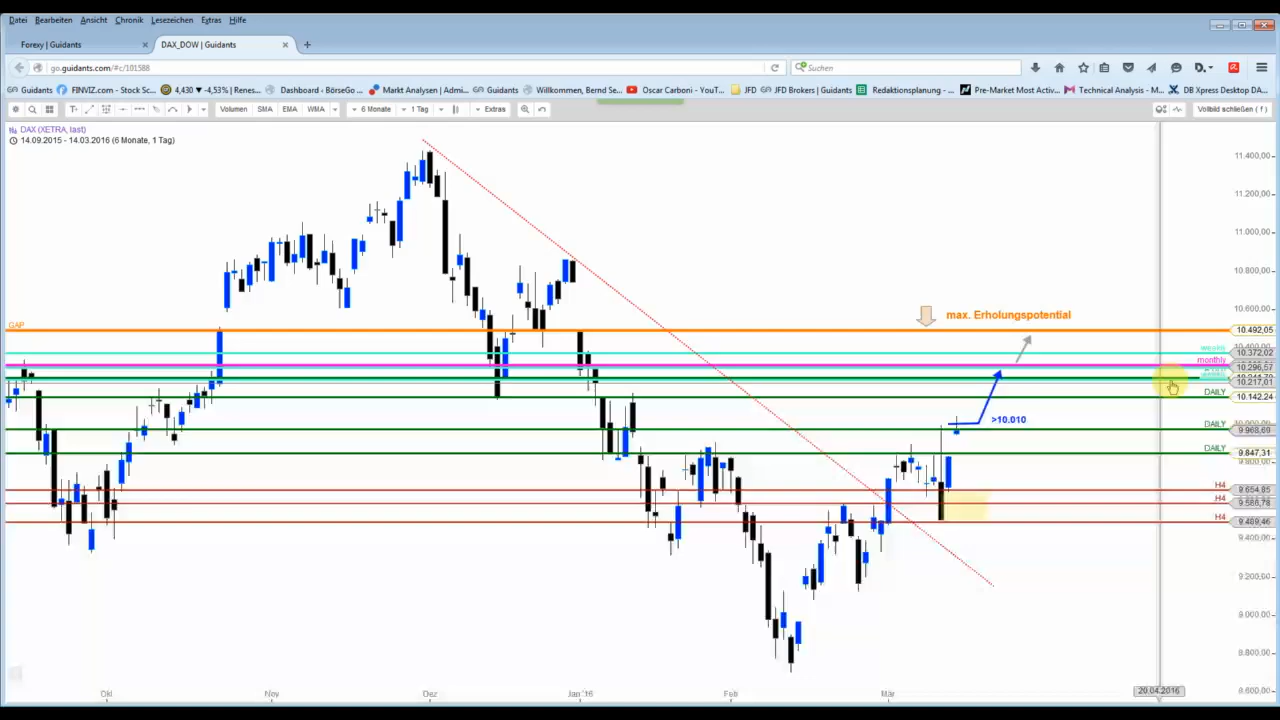 Datei Bearbeiten Ansicht Chronik Lesezeichen Extras Hilfe
Forexy | Guidants × DAX_DOW | Guidants × +
go.guidants.com/#c/101588 Suchen
Guidants FINVIZ.com - Stock Sc... 4,430 ▼ -4,53% | Renes... Dashboard - BörseGo ... Markt Analysen | Admi... Guidants Willkommen, Bernd Se... Oscar Carboni - YouT... JFD JFD Brokers | Guidants Redaktionsplanung - ... Pre-Market Most Activ... Technical Analysis - M... DB Xpress Desktop DA...
Volumen SMA EMA WMA 6 Monate 1 Tag Extras Vollbild schließen ( f )
DAX (XETRA, last)
14.09.2015 - 14.03.2016 (6 Monate, 1 Tag)
11.400,00
11.200,00
11.000,00
10.800,00
10.600,00
max. Erholungspotential
GAP
10.492,05
weekly
10.372,02
monthly
10.296,57
10.217,01
DAILY 10.142,24
>10.010
DAILY
9.968,69
DAILY
9.847,31
9.800,00
H4
9.654,85
H4
9.586,78
H4
9.489,46
9.400,00
9.200,00
9.000,00
8.800,00
8.600,00
Okt Nov Dez Jan '16 Feb Mär 20.04.2016